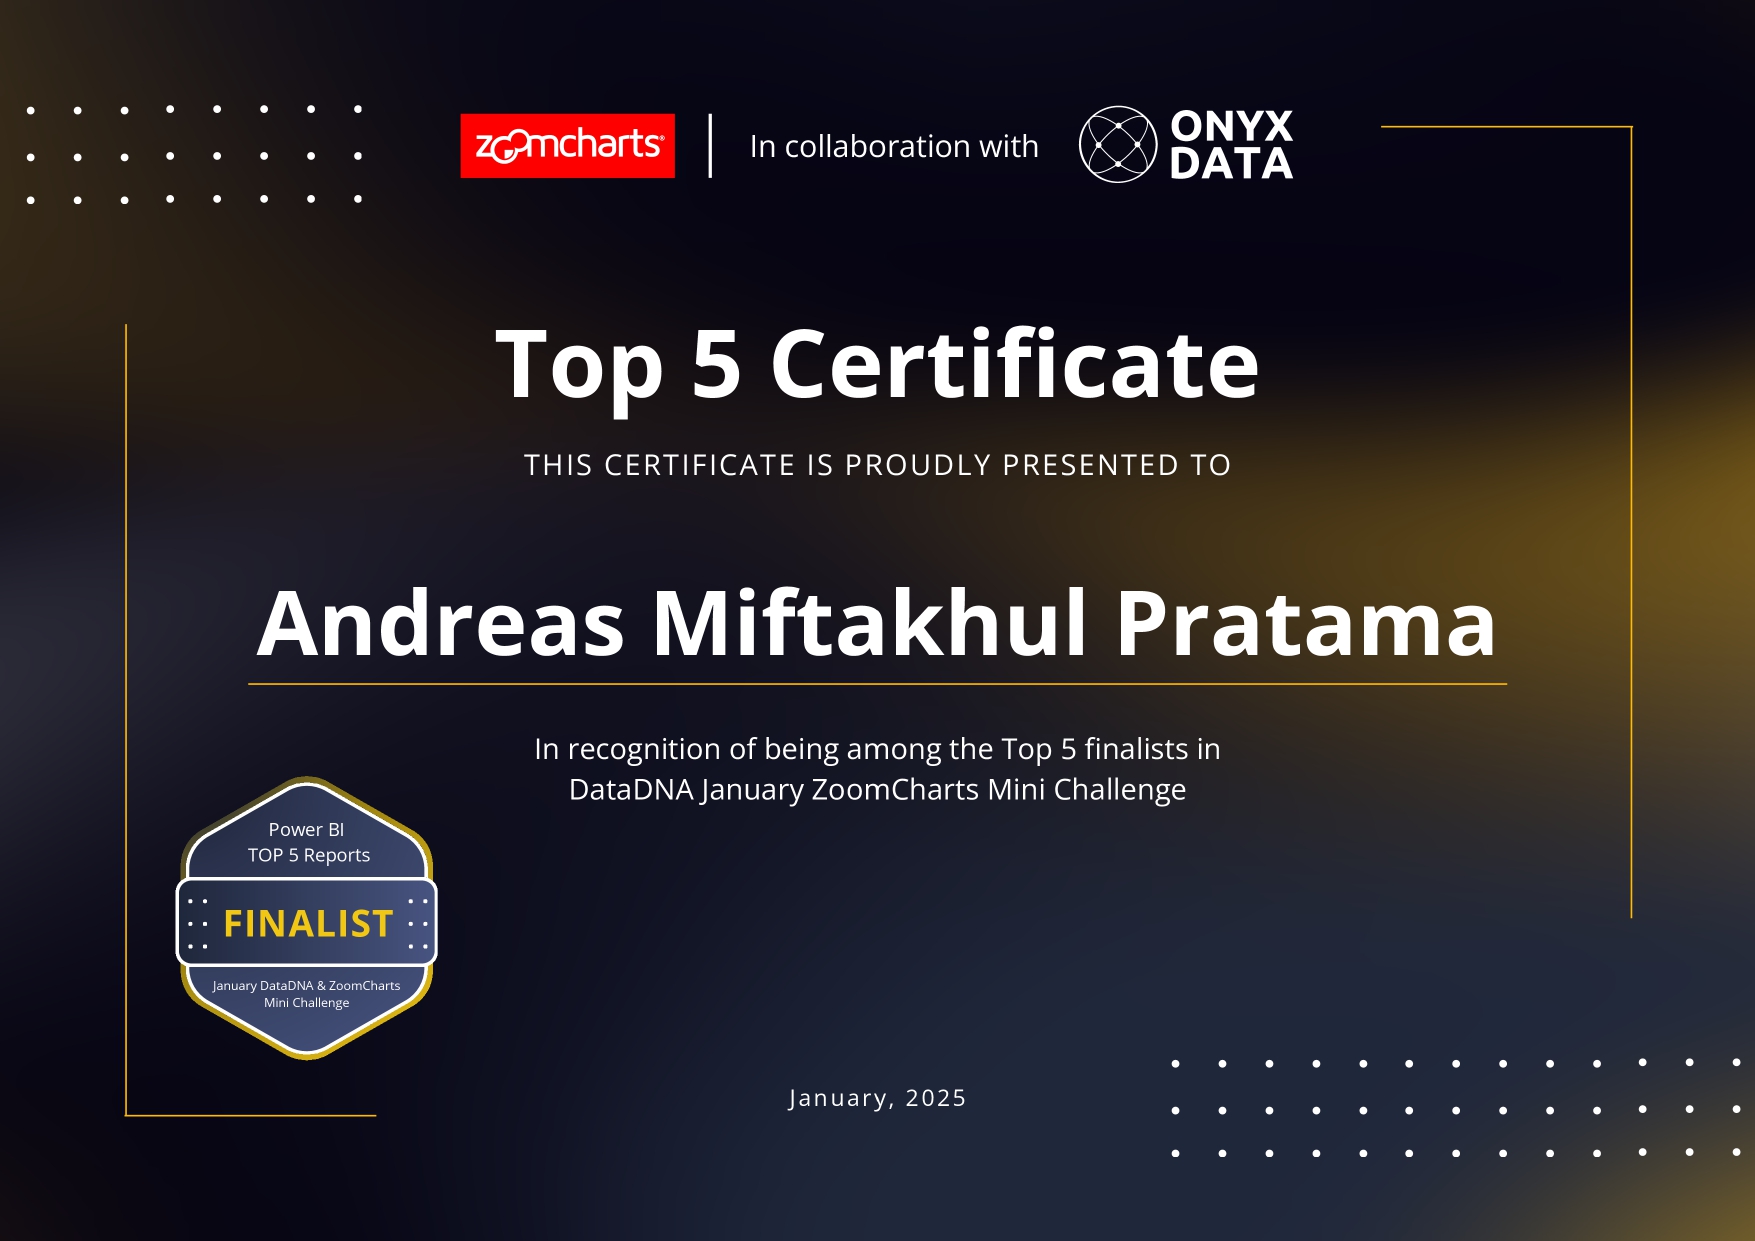 zoomcharts®
In collaboration with
ONYX
DATA
Top 5 Certificate
THIS CERTIFICATE IS PROUDLY PRESENTED TO
Andreas Miftakhul Pratama
In recognition of being among the Top 5 finalists in
DataDNA January ZoomCharts Mini Challenge
Power BI
TOP 5 Reports
FINALIST
January DataDNA & ZoomCharts
Mini Challenge
January, 2025